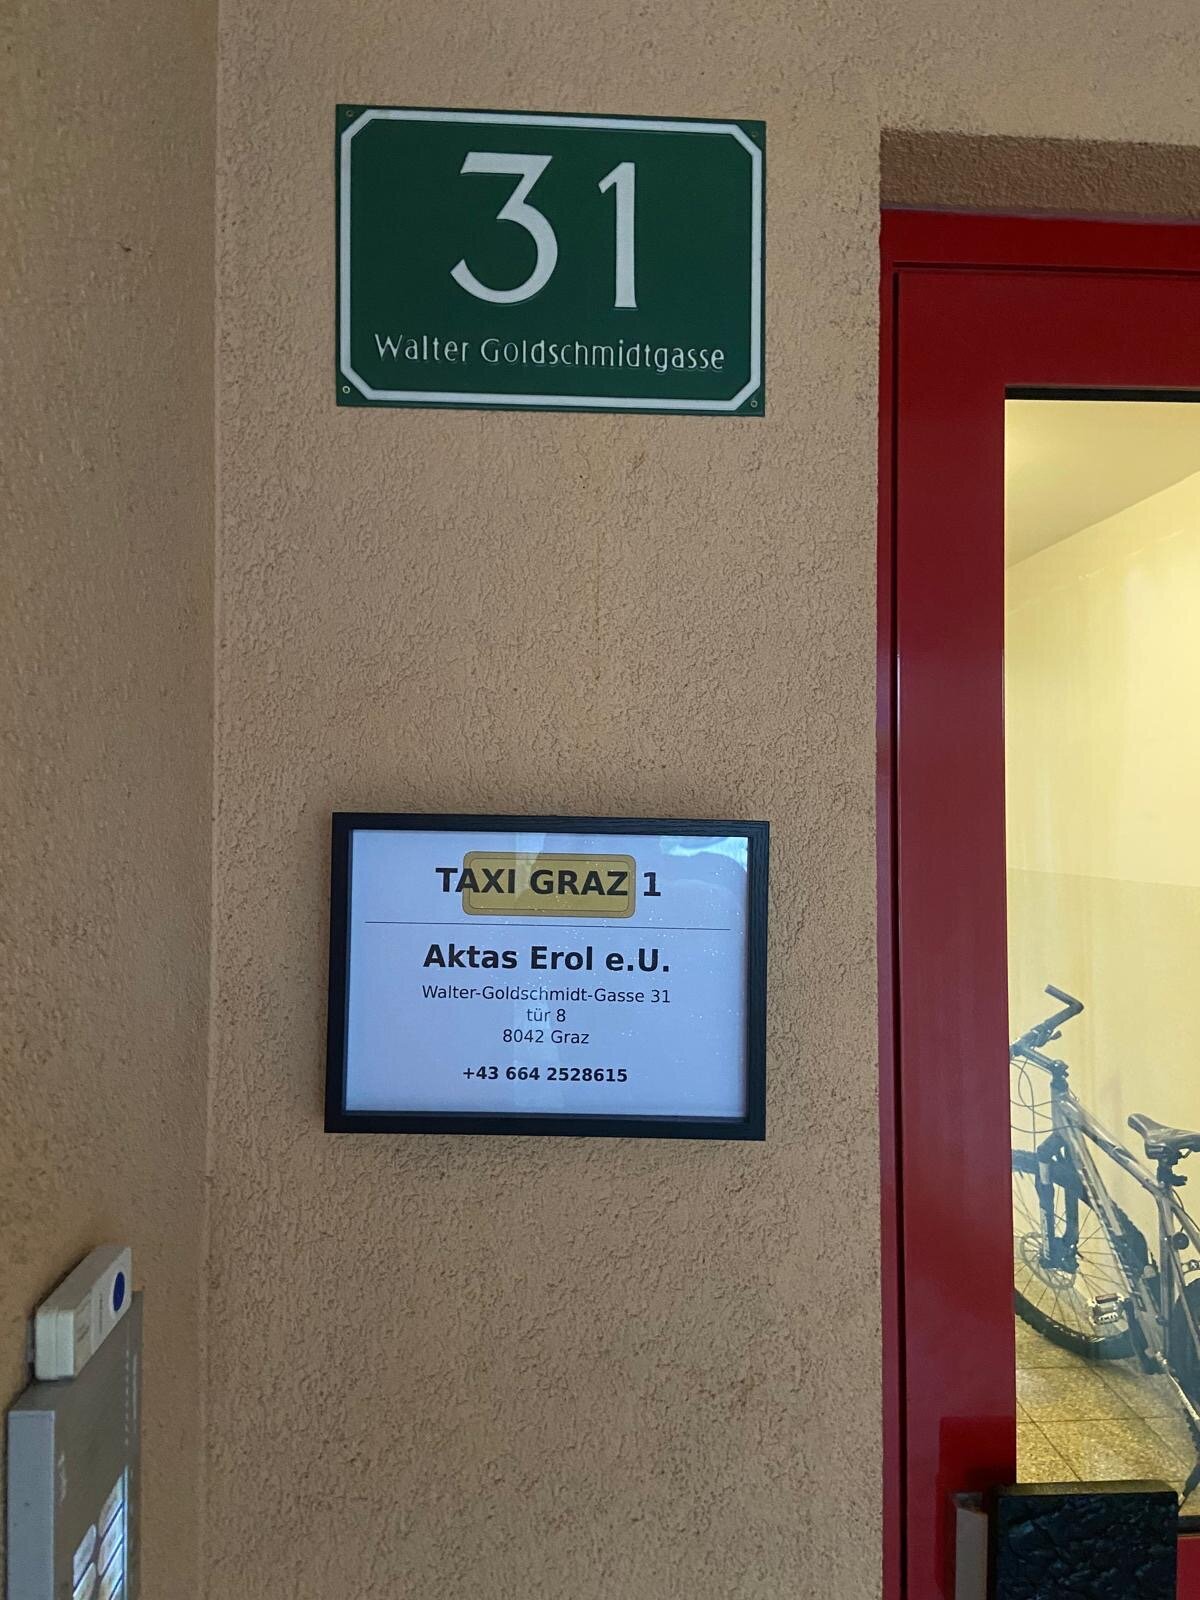 31
Walter Goldschmidtgasse
TAXI GRAZ 1
Aktas Erol e.U.
Walter-Goldschmidt-Gasse 31
tür 8
8042 Graz
+43 664 2528615